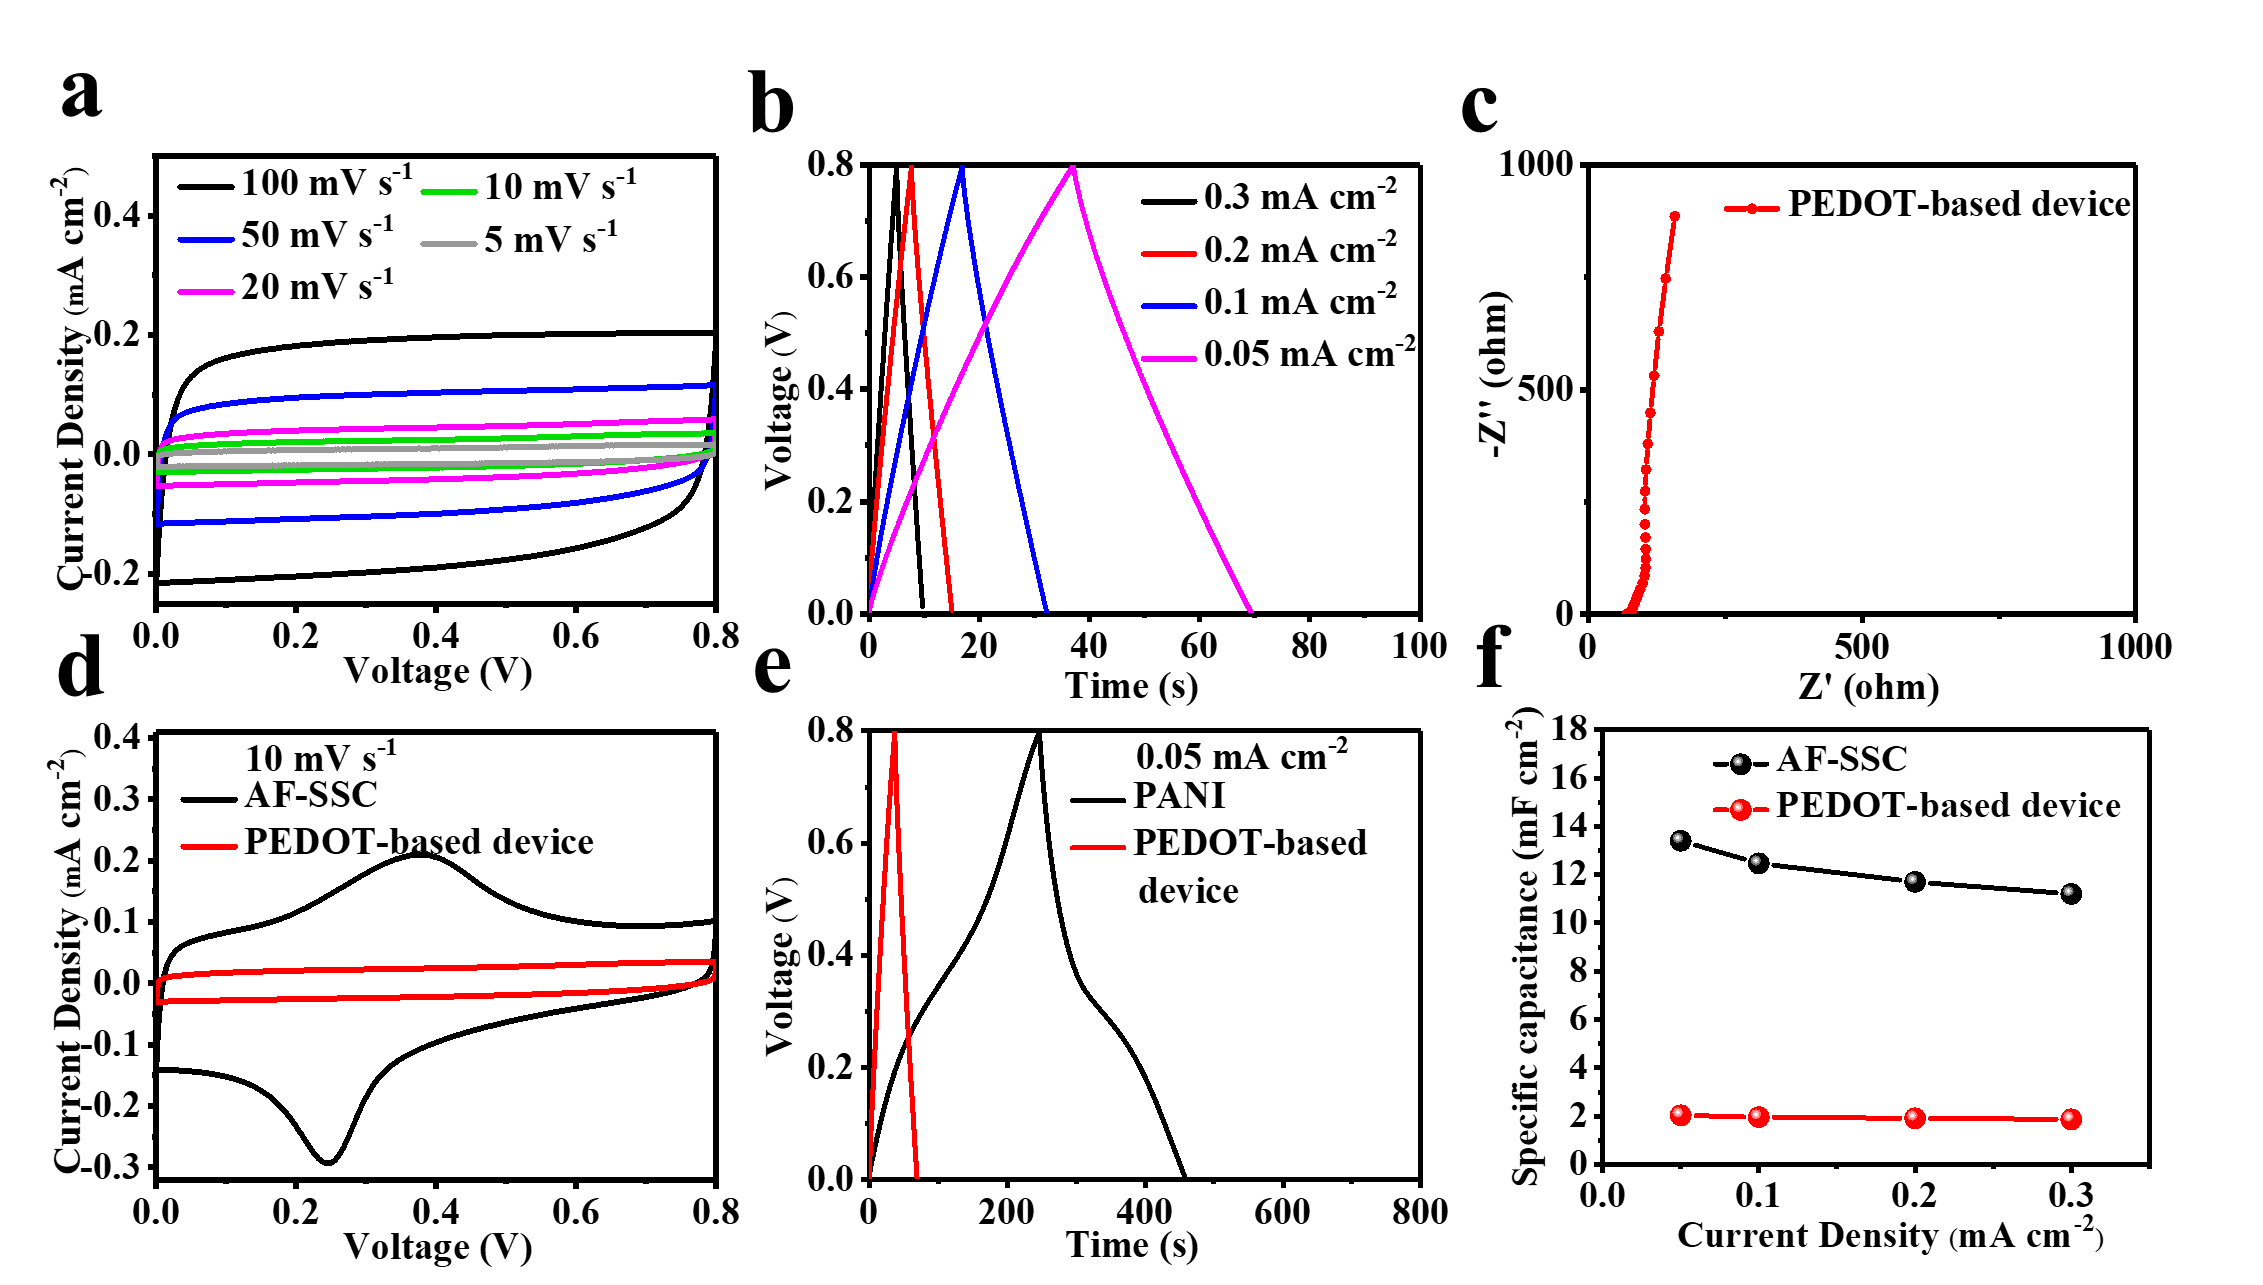 a
100 mV s-1
10 mV s-1
50 mV s-1
5 mV s-1
20 mV s-1
Current Density (mA cm-2)
0.4
0.2
0.0
-0.2
0.0 0.2 0.4 0.6 0.8
Voltage (V)
b
0.3 mA cm-2
0.2 mA cm-2
0.1 mA cm-2
0.05 mA cm-2
Voltage (V)
0.8
0.6
0.4
0.2
0.0
0 20 40 60 80 100
Time (s)
c
PEDOT-based device
-Z'' (ohm)
1000
500
0
0 500 1000
Z' (ohm)
d
10 mV s-1
AF-SSC
PEDOT-based device
Current Density (mA cm-2)
0.4
0.3
0.2
0.1
0.0
-0.1
-0.2
-0.3
0.0 0.2 0.4 0.6 0.8
Voltage (V)
e
0.05 mA cm-2
PANI
PEDOT-based
device
Voltage (V)
0.8
0.6
0.4
0.2
0.0
0 200 400 600 800
Time (s)
f
AF-SSC
PEDOT-based device
Specific capacitance (mF cm-2)
18
16
14
12
10
8
6
4
2
0
0.0 0.1 0.2 0.3
Current Density (mA cm-2)